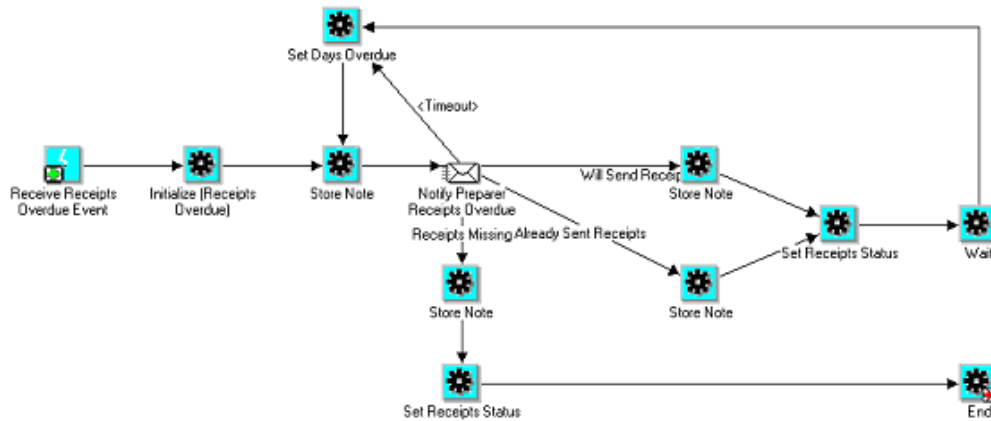 Set Days Overdue
<Timeout>
Receive Receipts
Overdue Event
Initialize (Receipts
Overdue)
Store Note
Notify Preparer
Receipts Overdue
Will Send Receip
Store Note
Receipts Missing
Already Sent Receipts
Set Receipts Status
Wait
Store Note
Store Note
Set Receipts Status
End